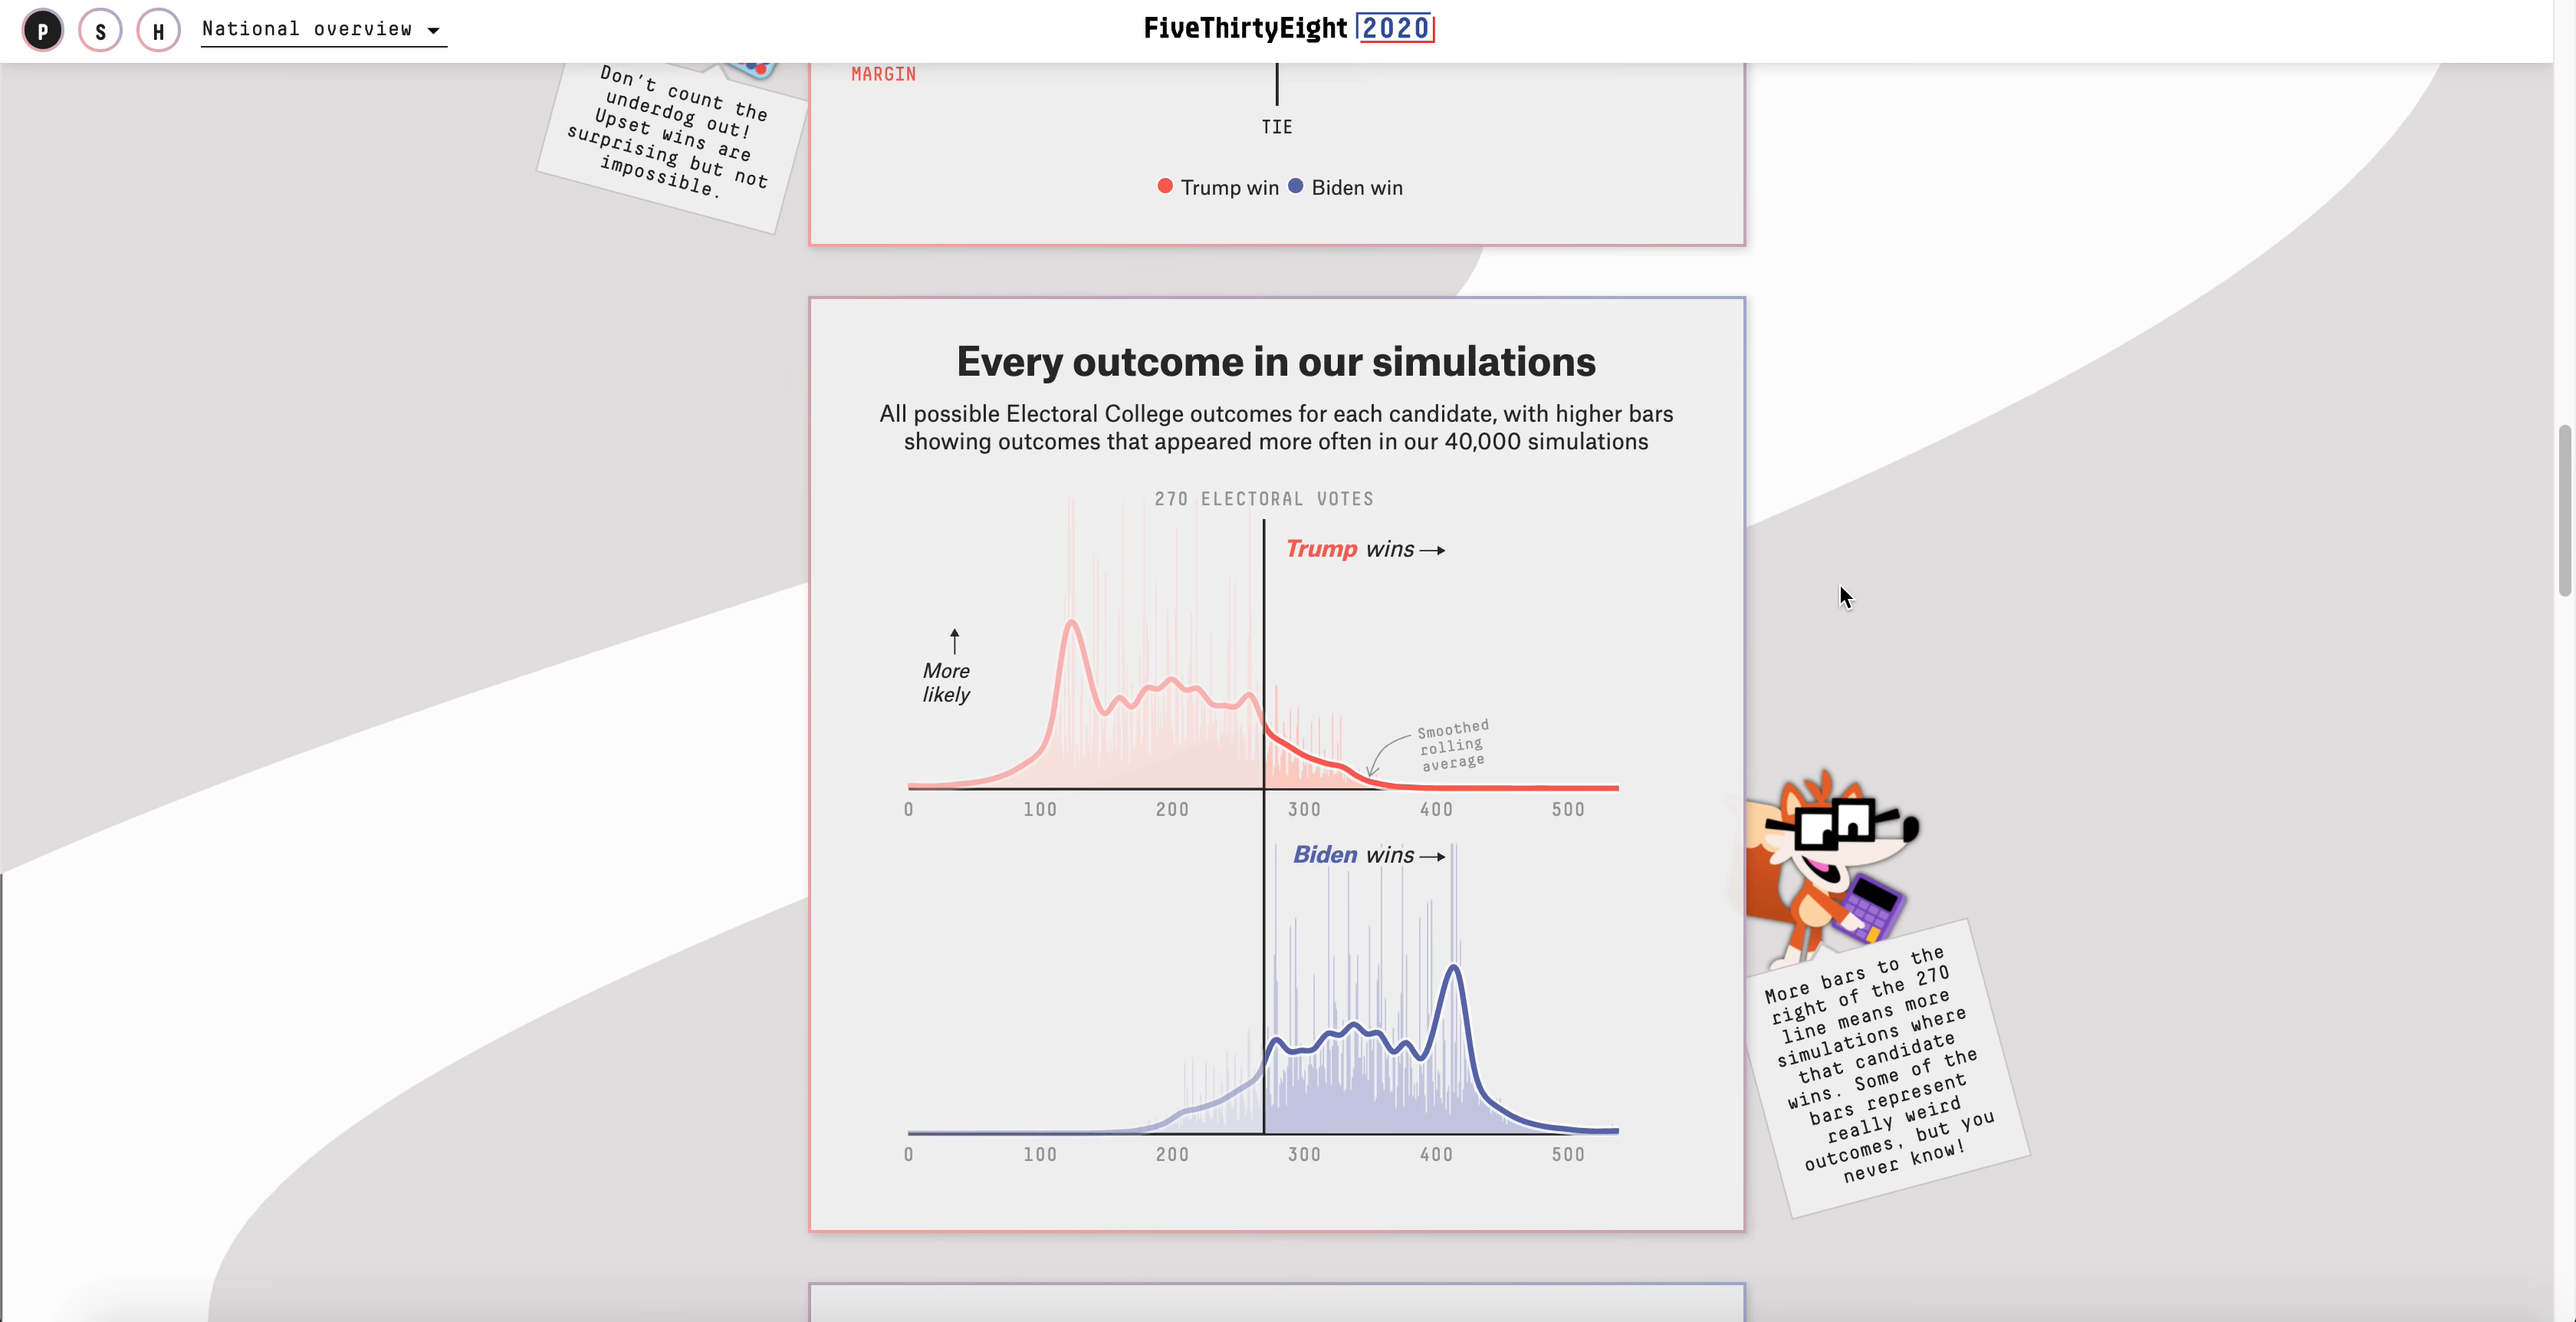 P
S
H
National overview
FiveThirtyEight 2020
Don't count the
underdog out!
Upset wins are
surprising but not
impossible.
MARGIN
TIE
Trump win
Biden win
Every outcome in our simulations
All possible Electoral College outcomes for each candidate, with higher bars
showing outcomes that appeared more often in our 40,000 simulations
270 ELECTORAL VOTES
Trump wins →
↑
More
likely
Smoothed
rolling
average
0 100 200 300 400 500
Biden wins →
0 100 200 300 400 500
More bars to the
right of the 270
line means more
simulations where
that candidate
wins. Some of the
bars represent
really weird
outcomes, but you
never know!